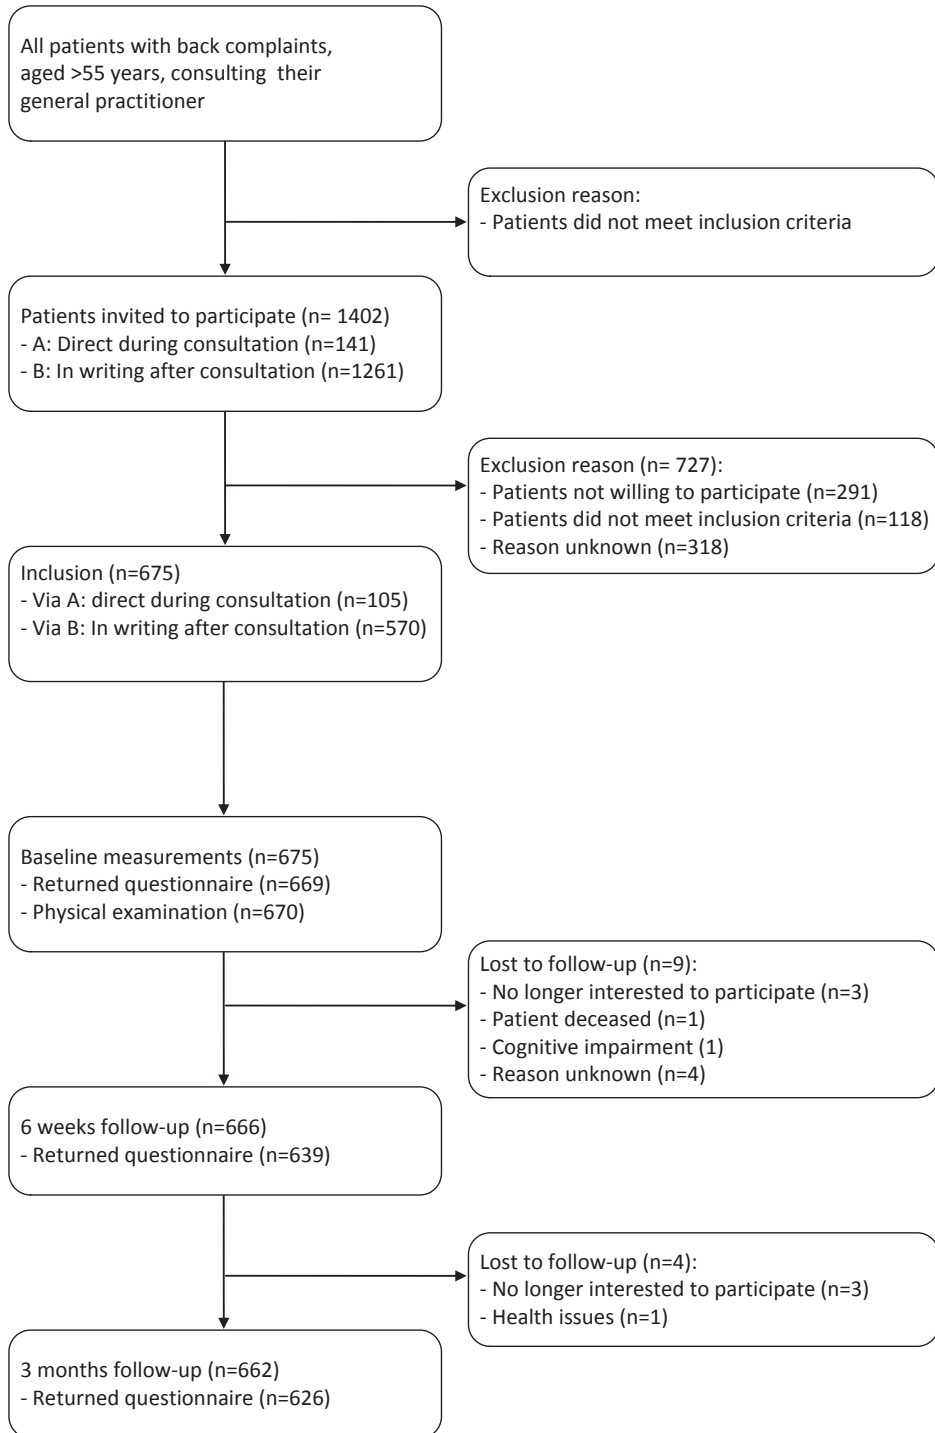 All patients with back complaints,
aged >55 years, consulting their
general practitioner
Exclusion reason:
- Patients did not meet inclusion criteria
Patients invited to participate (n= 1402)
- A: Direct during consultation (n=141)
- B: In writing after consultation (n=1261)
Exclusion reason (n= 727):
- Patients not willing to participate (n=291)
- Patients did not meet inclusion criteria (n=118)
- Reason unknown (n=318)
Inclusion (n=675)
- Via A: direct during consultation (n=105)
- Via B: In writing after consultation (n=570)
Baseline measurements (n=675)
- Returned questionnaire (n=669)
- Physical examination (n=670)
Lost to follow-up (n=9):
- No longer interested to participate (n=3)
- Patient deceased (n=1)
- Cognitive impairment (1)
- Reason unknown (n=4)
6 weeks follow-up (n=666)
- Returned questionnaire (n=639)
Lost to follow-up (n=4):
- No longer interested to participate (n=3)
- Health issues (n=1)
3 months follow-up (n=662)
- Returned questionnaire (n=626)